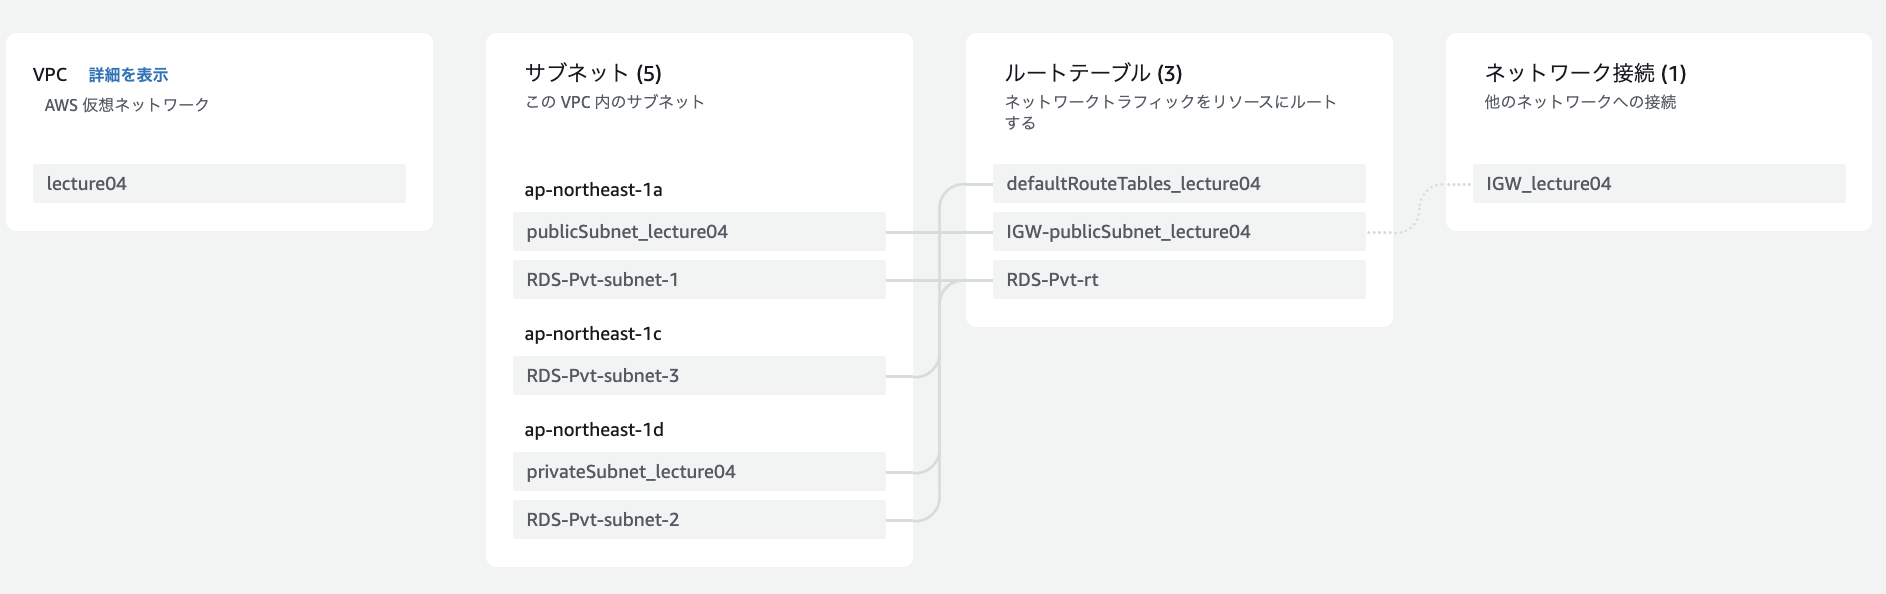 VPC 詳細を表示
AWS 仮想ネットワーク
lecture04
サブネット (5)
この VPC 内のサブネット
ap-northeast-1a
publicSubnet_lecture04
RDS-Pvt-subnet-1
ap-northeast-1c
RDS-Pvt-subnet-3
ap-northeast-1d
privateSubnet_lecture04
RDS-Pvt-subnet-2
ルートテーブル (3)
ネットワークトラフィックをリソースにルート
する
defaultRouteTables_lecture04
IGW-publicSubnet_lecture04
RDS-Pvt-rt
ネットワーク接続 (1)
他のネットワークへの接続
IGW_lecture04